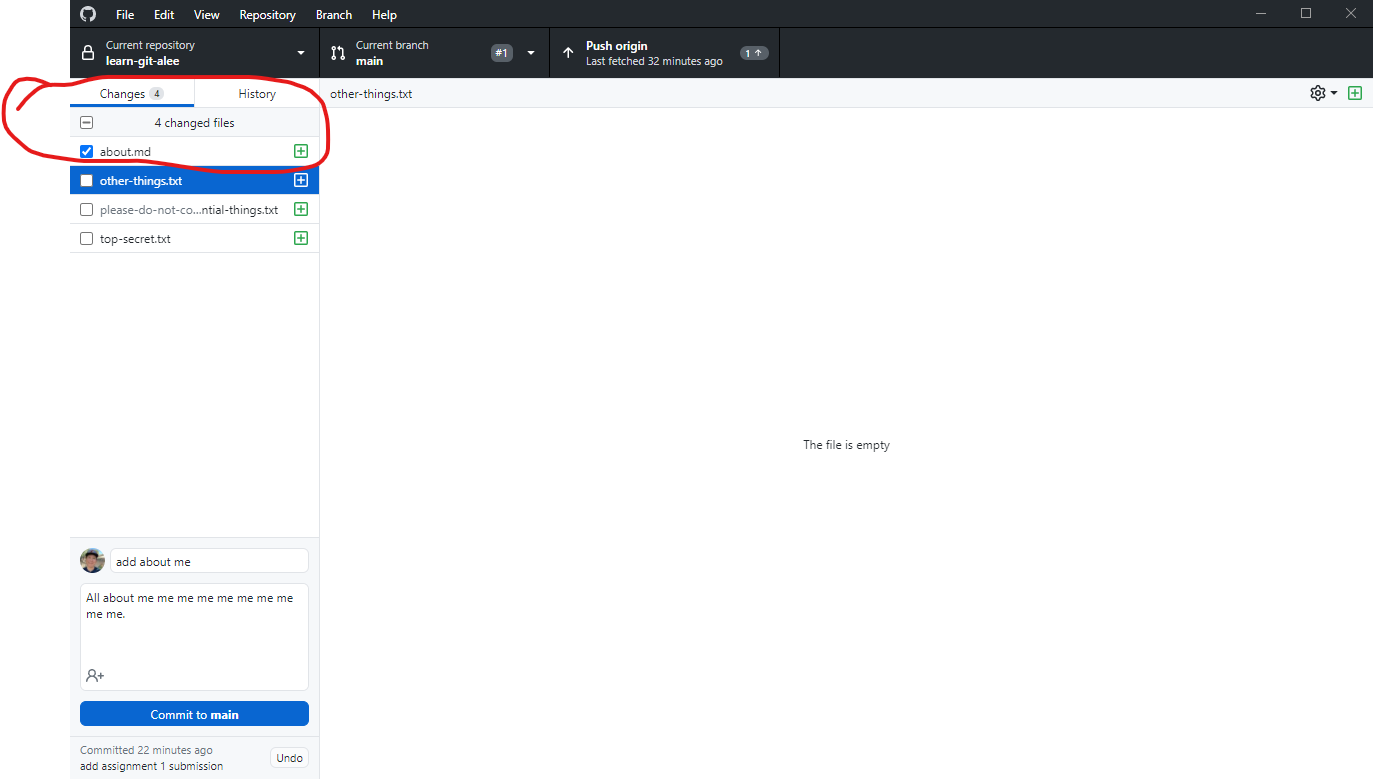 File Edit View Repository Branch Help
Current repository
learn-git-alee
Current branch
main
#1
Push origin
Last fetched 32 minutes ago
1
Changes 4
History
other-things.txt
4 changed files
about.md
other-things.txt
please-do-not-co...ntial-things.txt
top-secret.txt
The file is empty
add about me
All about me me me me me me me me
me me.
Commit to main
Committed 22 minutes ago
add assignment 1 submission
Undo